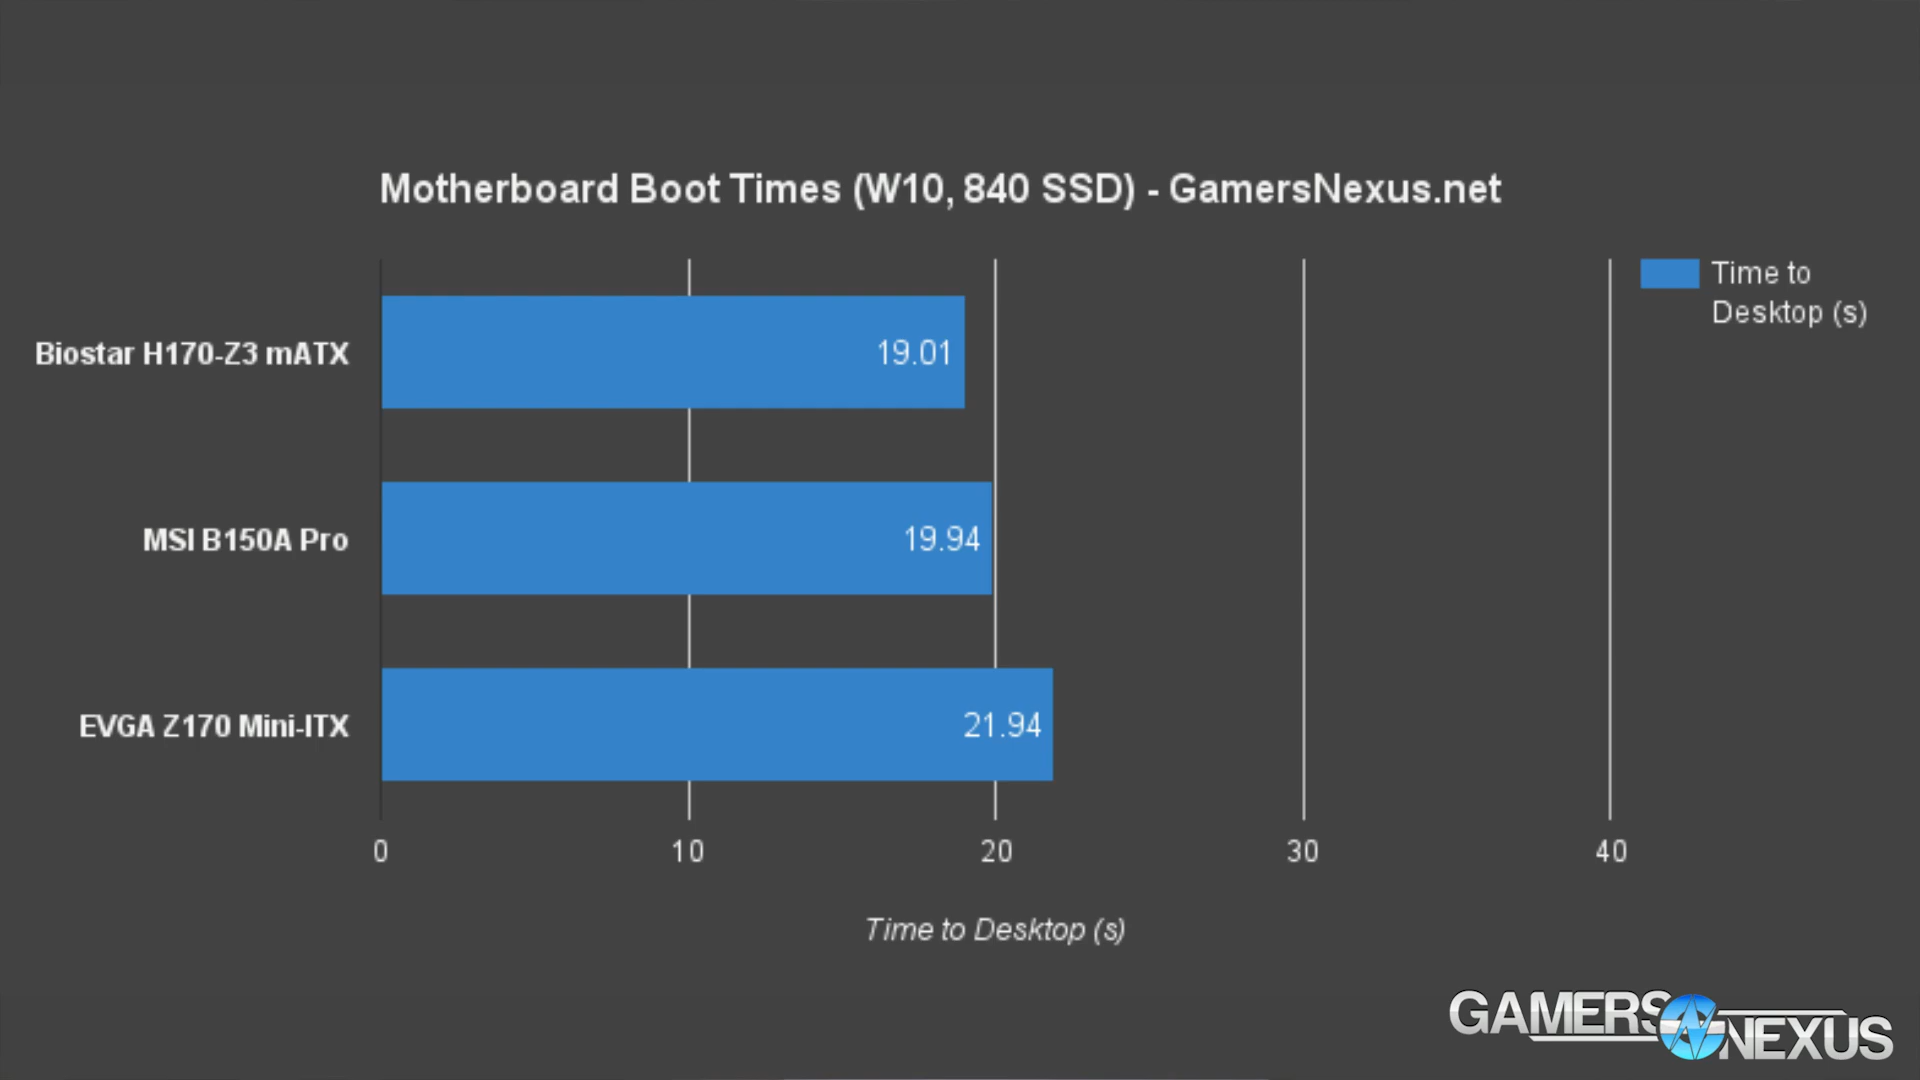 Motherboard Boot Times (W10, 840 SSD) - GamersNexus.net
Time to
Desktop (s)
Biostar H170-Z3 mATX
19.01
MSI B150A Pro
19.94
EVGA Z170 Mini-ITX
21.94
0 10 20 30 40
Time to Desktop (s)
GAMERS NEXUS